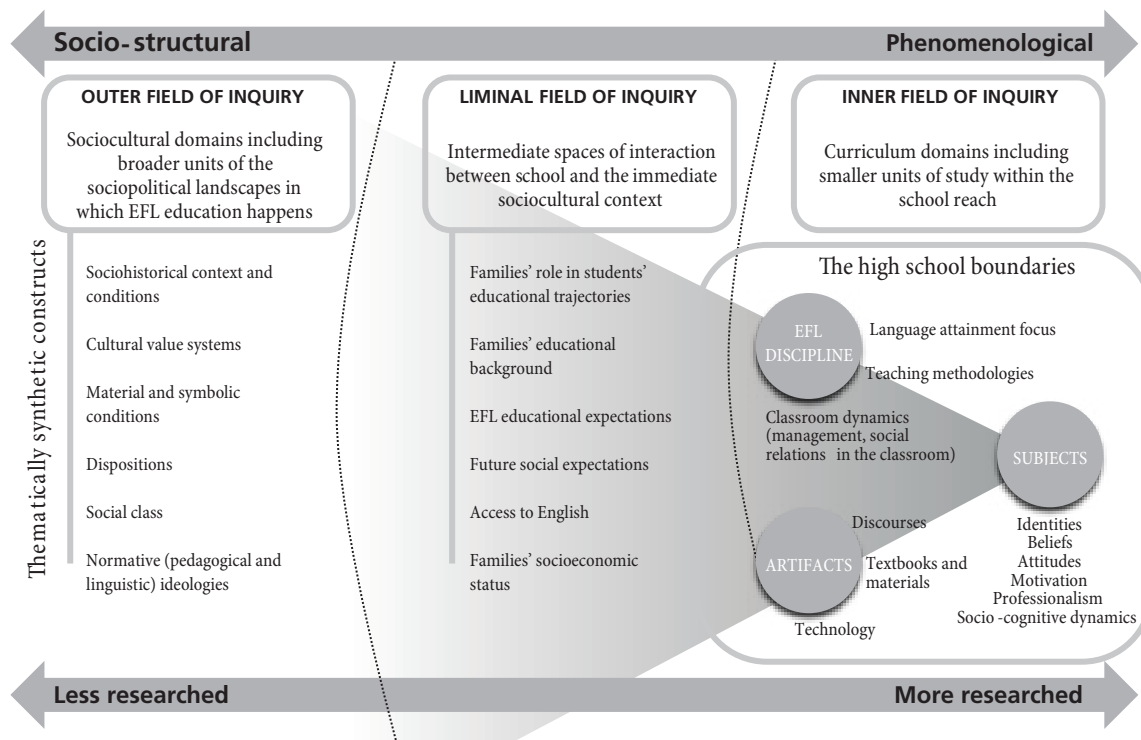 Socio-structural
Phenomenological
OUTER FIELD OF INQUIRY
Sociocultural domains including
broader units of the
sociopolitical landscapes in
which EFL education happens
LIMINAL FIELD OF INQUIRY
Intermediate spaces of interaction
between school and the immediate
sociocultural context
INNER FIELD OF INQUIRY
Curriculum domains including
smaller units of study within the
school reach
Thematically synthetic constructs
Sociohistorical context and
conditions
Cultural value systems
Material and symbolic
conditions
Dispositions
Social class
Normative (pedagogical and
linguistic) ideologies
Families’ role in students’
educational trajectories
Families’ educational
background
EFL educational expectations
Future social expectations
Access to English
Families’ socioeconomic
status
The high school boundaries
EFL
DISCIPLINE
Language attainment focus
Teaching methodologies
Classroom dynamics
(management, social
relations in the classroom)
SUBJECTS
Identities
Beliefs
Attitudes
Motivation
Professionalism
Socio-cognitive dynamics
ARTIFACTS
Discourses
Textbooks and
materials
Technology
Less researched
More researched